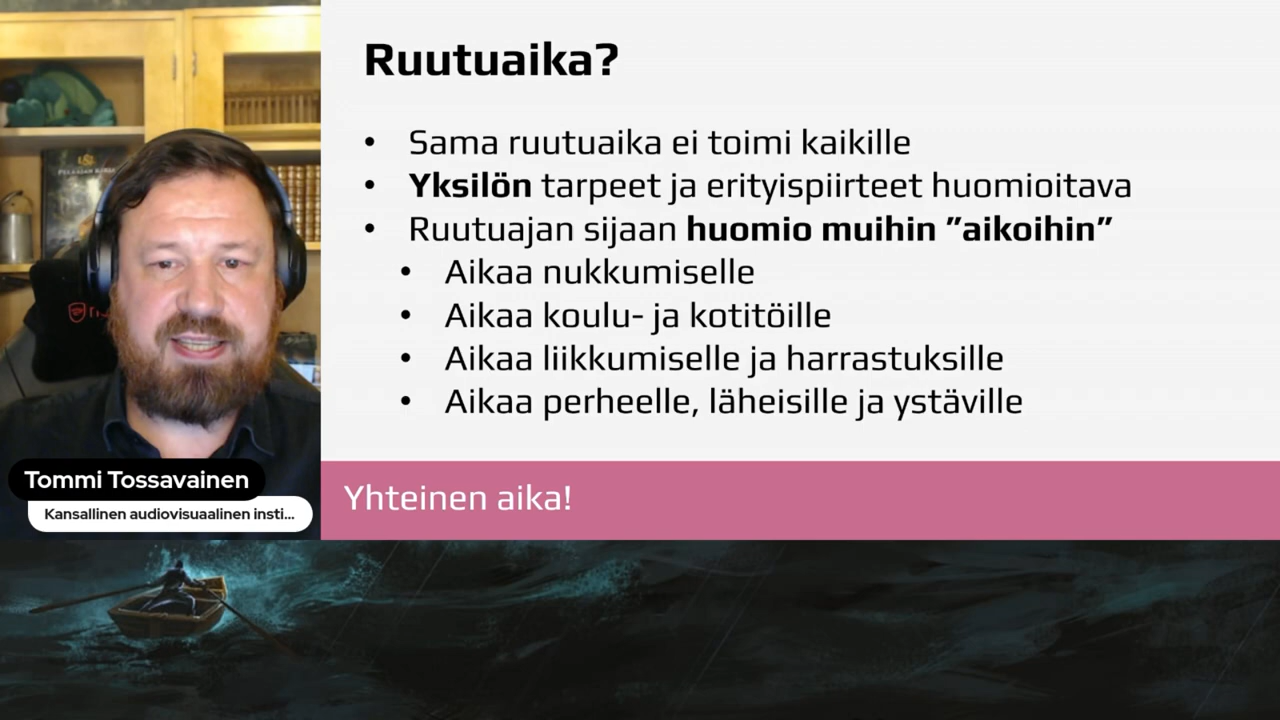 Ruutuaika?
• Sama ruutuaika ei toimi kaikille
• Yksilön tarpeet ja erityispiirteet huomioitava
• Ruutuajan sijaan huomio muihin ”aikoihin”
• Aikaa nukkumiselle
• Aikaa koulu- ja kotitöille
• Aikaa liikkumiselle ja harrastuksille
• Aikaa perheelle, läheisille ja ystäville
Yhteinen aika!
Tommi Tossavainen
Kansallinen audiovisuaalinen insti...